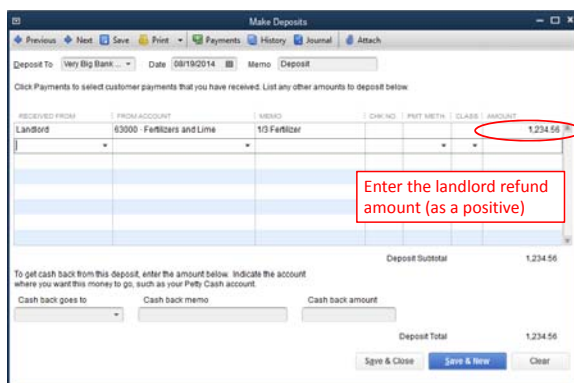 Make Deposits
Previous Next Save Print Payments History Journal Attach
Deposit To Very Big Bank ... Date 08/19/2014 Memo Deposit
Click Payments to select customer payments that you have received. List any other amounts to deposit below.
RECEIVED FROM FROM ACCOUNT MEMO CHK NO. PMT METH. CLASS AMOUNT
Landlord 63000 · Fertilizers and Lime 1/3 Fertilizer 1,234.56
Enter the landlord refund
amount (as a positive)
Deposit Subtotal 1,234.56
To get cash back from this deposit, enter the amount below. Indicate the account
where you want this money to go, such as your Petty Cash account.
Cash back goes to Cash back memo Cash back amount
Deposit Total 1,234.56
Save & Close Save & New Clear